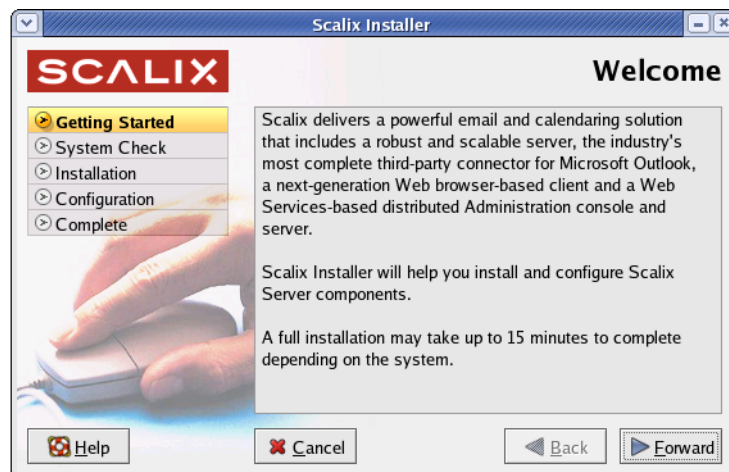 Scalix Installer
SCALIX
Welcome
Getting Started
System Check
Installation
Configuration
Complete
Scalix delivers a powerful email and calendaring solution
that includes a robust and scalable server, the industry's
most complete third-party connector for Microsoft Outlook,
a next-generation Web browser-based client and a Web
Services-based distributed Administration console and
server.
Scalix Installer will help you install and configure Scalix
Server components.
A full installation may take up to 15 minutes to complete
depending on the system.
Help
Cancel
Back
Forward